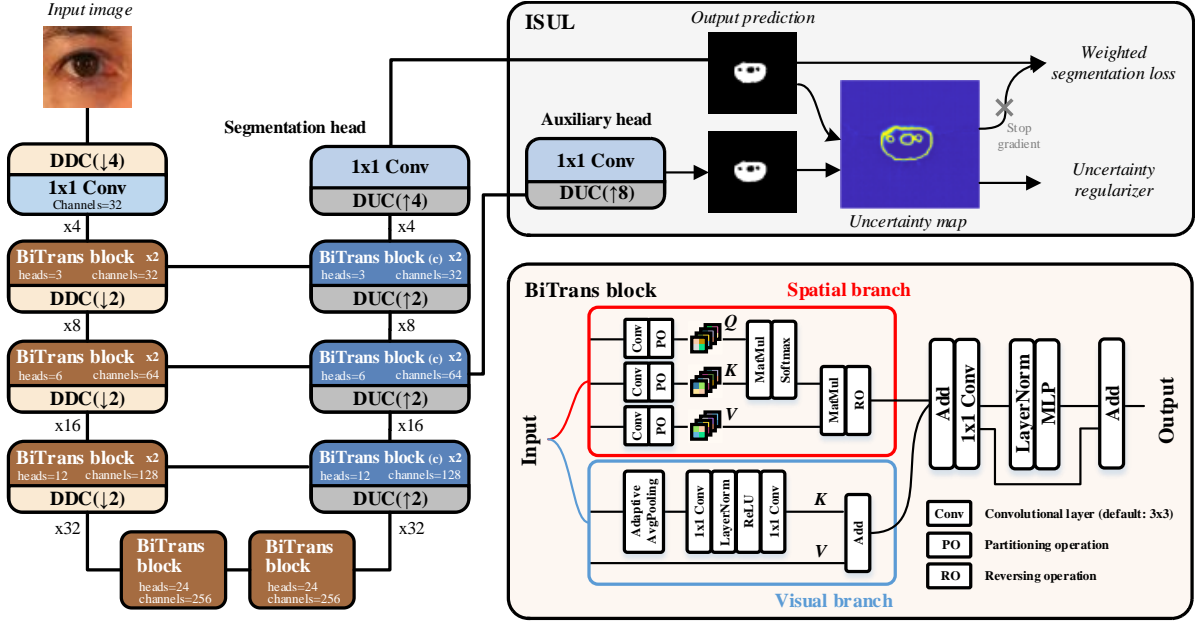 Input image
DDC(↓4)
1x1 Conv
Channels=32
x4
BiTrans block x2
heads=3 channels=32
DDC(↓2)
x8
BiTrans block x2
heads=6 channels=64
DDC(↓2)
x16
BiTrans block x2
heads=12 channels=128
DDC(↓2)
x32
BiTrans
block
heads=24
channels=256
BiTrans
block
heads=24
channels=256
Segmentation head
1x1 Conv
DUC(↑4)
x4
BiTrans block (c) x2
heads=3 channels=32
DUC(↑2)
x8
BiTrans block (c) x2
heads=6 channels=64
DUC(↑2)
x16
BiTrans block (c) x2
heads=12 channels=128
DUC(↑2)
x32
ISUL
Output prediction
Auxiliary head
1x1 Conv
DUC(↑8)
Uncertainty map
Weighted
segmentation loss
Stop
gradient
Uncertainty
regularizer
BiTrans block
Spatial branch
Input
Conv
PO
Q
Conv
PO
K
Conv
PO
V
MatMul
Softmax
MatMul
RO
Adaptive
AvgPooling
1x1 Conv
LayerNorm
ReLU
1x1 Conv
K
V
Add
Visual branch
Add
1x1 Conv
LayerNorm
MLP
Add
Output
Conv Convolutional layer (default: 3x3)
PO Partitioning operation
RO Reversing operation